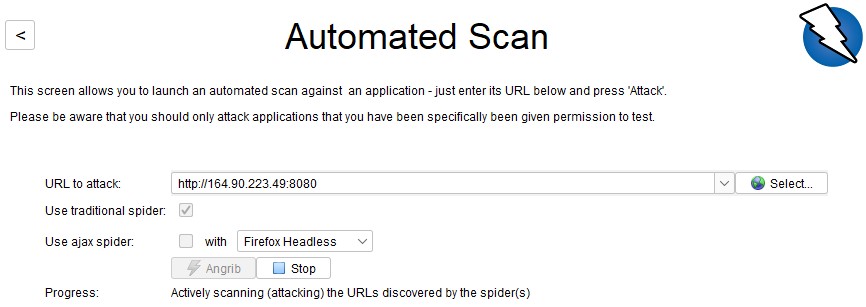 <
Automated Scan
This screen allows you to launch an automated scan against  an application - just enter its URL below and press 'Attack'.
Please be aware that you should only attack applications that you have been specifically been given permission to test.
URL to attack: http://164.90.223.49:8080 Select...
Use traditional spider:
Use ajax spider: with Firefox Headless
Angrib Stop
Progress: Actively scanning (attacking) the URLs discovered by the spider(s)